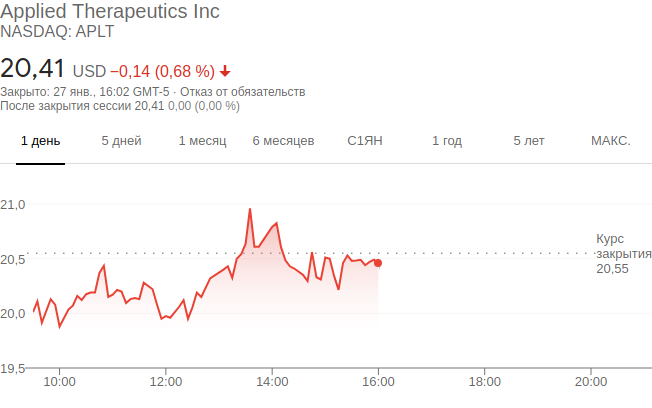 Applied Therapeutics Inc
NASDAQ: APLT
20,41 USD −0,14 (0,68 %)
Закрыто: 27 янв., 16:02 GMT-5 · Отказ от обязательств
После закрытия сессии 20,41 0,00 (0,00 %)
1 день 5 дней 1 месяц 6 месяцев С1ЯН 1 год 5 лет МАКС.
21,0
20,5
20,0
19,5
Курс
закрытия
20,55
10:00 12:00 14:00 16:00 18:00 20:00